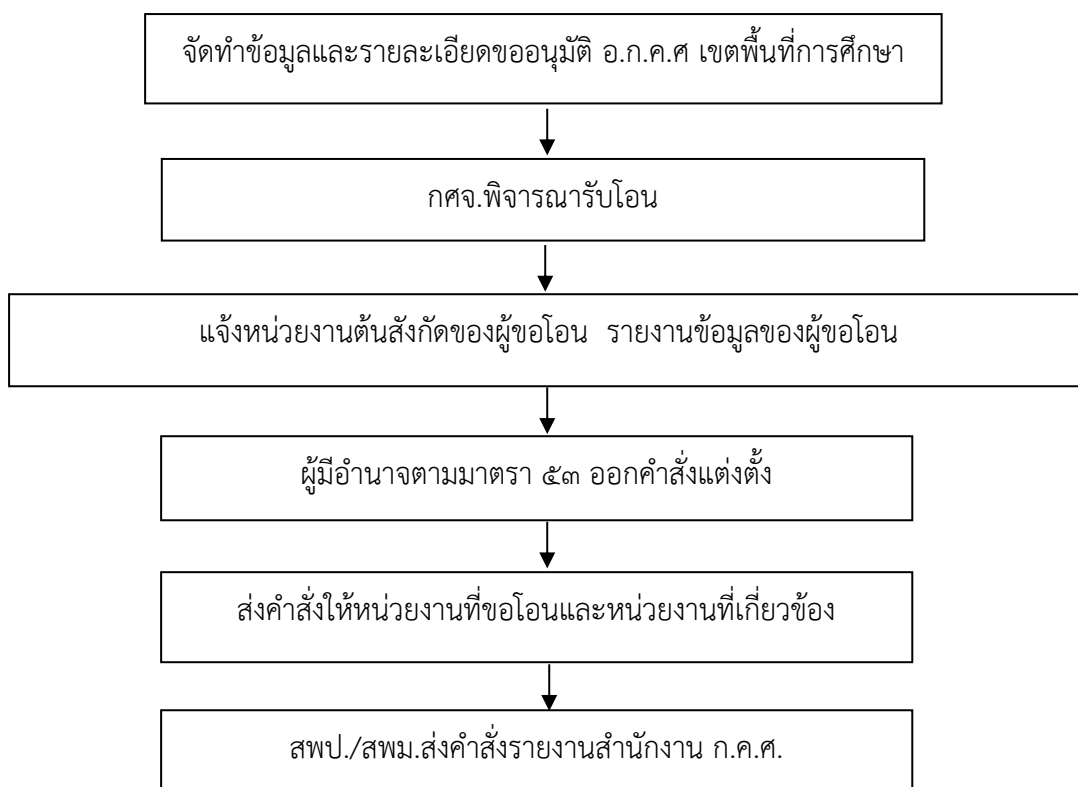 จัดทำข้อมูลและรายละเอียดขออนุมัติ อ.ก.ค.ศ เขตพื้นที่การศึกษา
กศจ.พิจารณารับโอน
แจ้งหน่วยงานต้นสังกัดของผู้ขอโอน รายงานข้อมูลของผู้ขอโอน
ผู้มีอำนาจตามมาตรา ๕๓ ออกคำสั่งแต่งตั้ง
ส่งคำสั่งให้หน่วยงานที่ขอโอนและหน่วยงานที่เกี่ยวข้อง
สพป./สพม.ส่งคำสั่งรายงานสำนักงาน ก.ค.ศ.